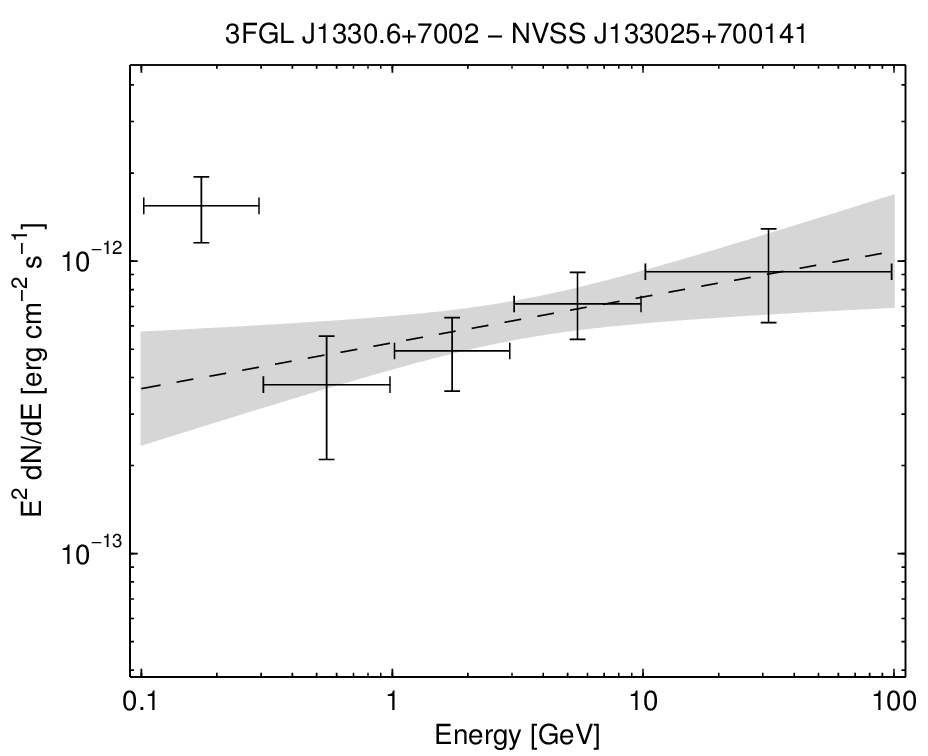 3FGL J1330.6+7002 − NVSS J133025+700141
E² dN/dE [erg cm⁻² s⁻¹]
10⁻¹²
10⁻¹³
0.1 1 10 100
Energy [GeV]